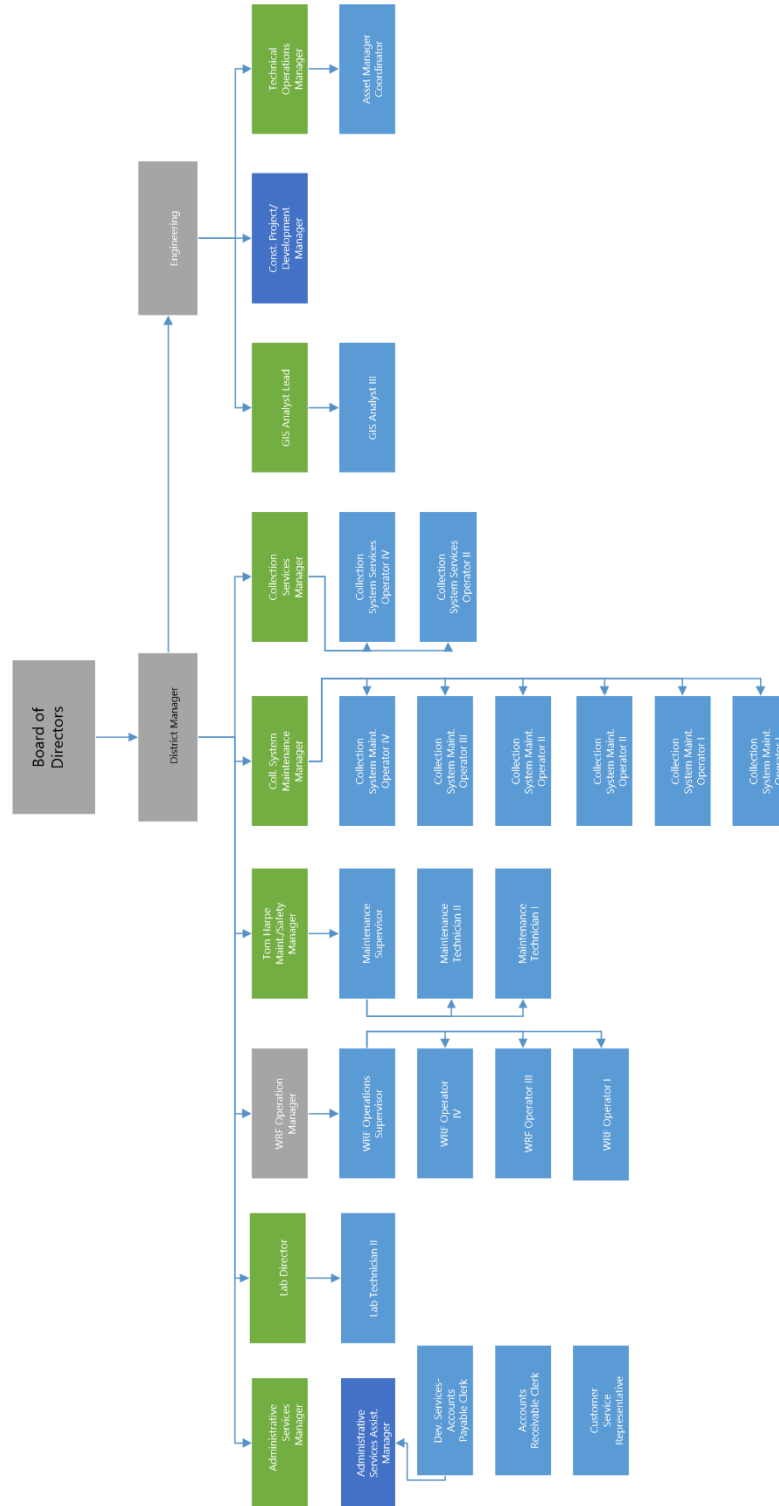 Board of
Directors
District Manager
Engineering
Administrative
Services
Manager
Lab Director
WRF Operation
Manager
Tom Harpe
Maint./Safety
Manager
Coll. System
Maintenance
Manager
Collection
Services
Manager
GIS Analyst Lead
Const. Project/
Development
Manager
Technical
Operations
Manager
Administrative
Services Assist.
Manager
Lab Technician II
WRF Operations
Supervisor
Maintenance
Supervisor
Collection
System Maint.
Operator IV
Collection
System Services
Operator IV
GIS Analyst III
Asset Manager
Coordinator
Dev. Services-
Accounts
Payable Clerk
WRF Operator
IV
Maintenance
Technician II
Collection
System Maint.
Operator III
Collection
System Services
Operator II
Accounts
Receivable Clerk
WRF Operator III
Maintenance
Technician I
Collection
System Maint.
Operator II
Customer
Service
Representative
WRF Operator I
Collection
System Maint.
Operator II
Collection
System Maint.
Operator I
Collection
System Maint.
Operator I